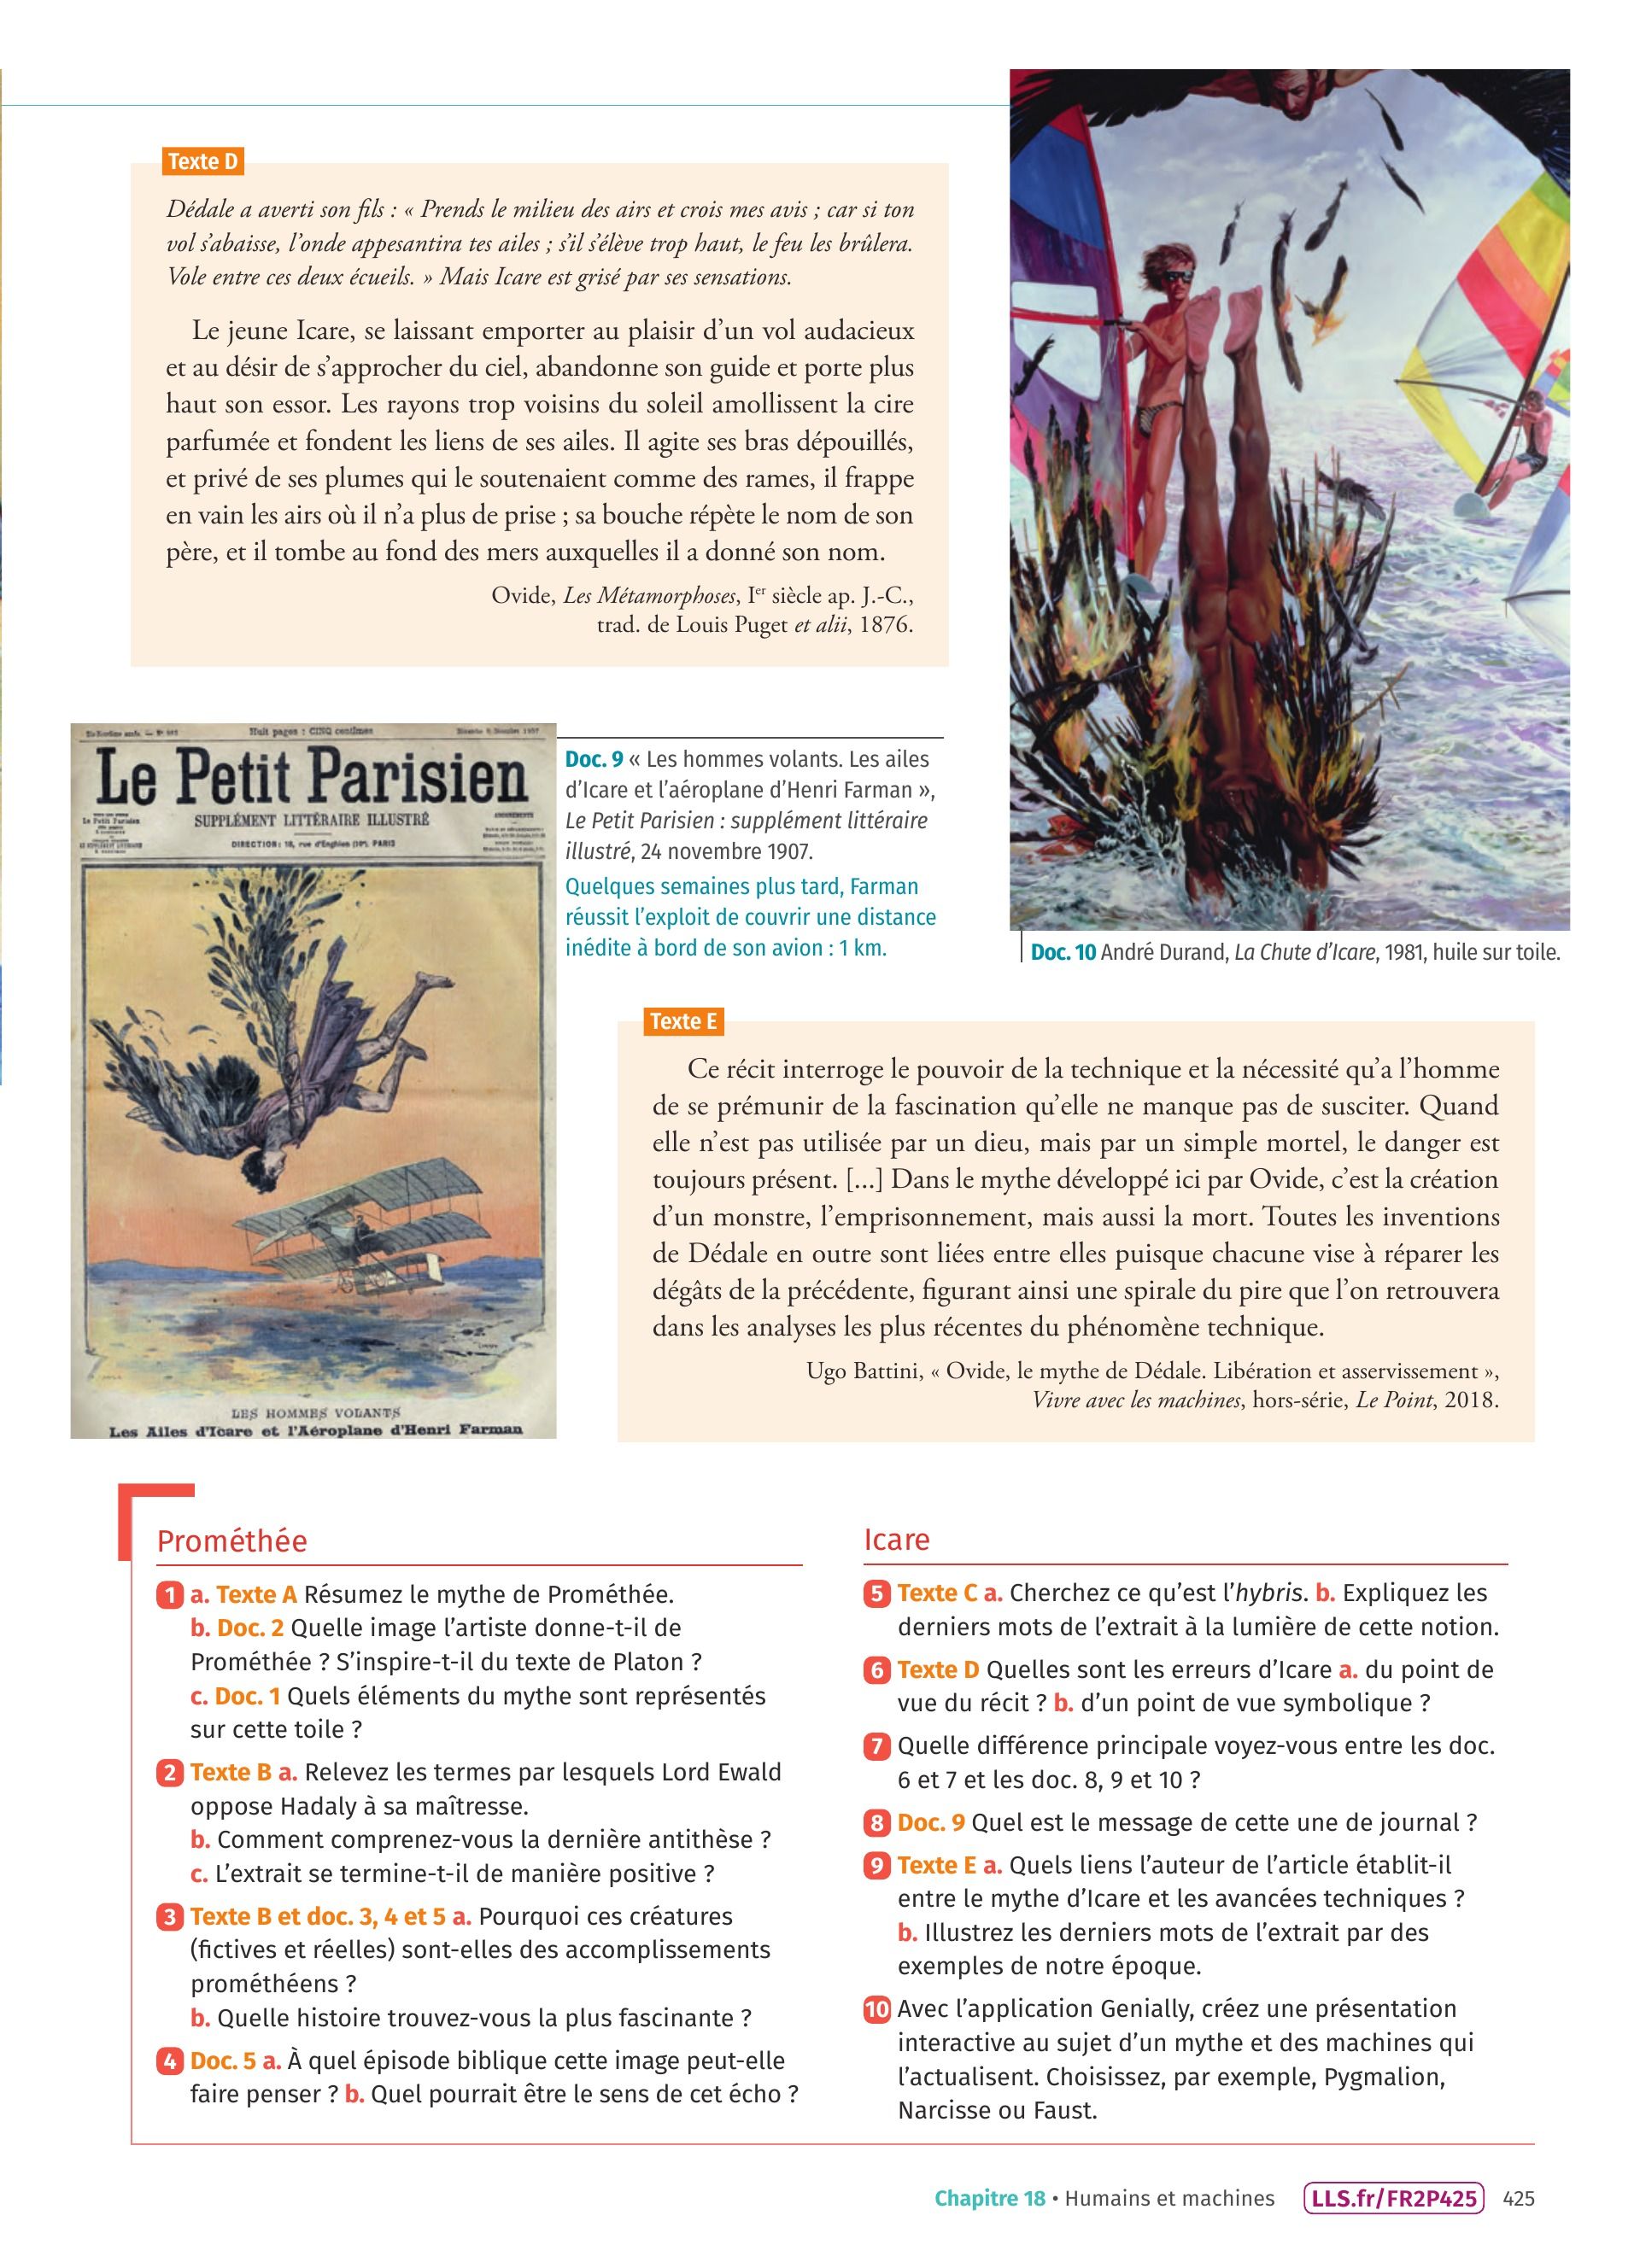 Texte D
Dédale a averti son fils : « Prends le milieu des airs et crois mes avis ; car si ton
vol s’abaisse, l’onde appesantira tes ailes ; s’il s’élève trop haut, le feu les brûlera.
Vole entre ces deux écueils. » Mais Icare est grisé par ses sensations.
Le jeune Icare, se laissant emporter au plaisir d’un vol audacieux
et au désir de s’approcher du ciel, abandonne son guide et porte plus
haut son essor. Les rayons trop voisins du soleil amollissent la cire
parfumée et fondent les liens de ses ailes. Il agite ses bras dépouillés,
et privé de ses plumes qui le soutenaient comme des rames, il frappe
en vain les airs où il n’a plus de prise ; sa bouche répète le nom de son
père, et il tombe au fond des mers auxquelles il a donné son nom.
Ovide, Les Métamorphoses, Ier siècle ap. J.-C.,
trad. de Louis Puget et alii, 1876.
Huit pages : CINQ centimes
Le Petit Parisien
SUPPLÉMENT LITTÉRAIRE ILLUSTRÉ
DIRECTION: 18, rue d’Enghien (10e), PARIS
LES HOMMES VOLANTS
Les Ailes d’Icare et l’Aéroplane d’Henri Farman
Doc. 9 « Les hommes volants. Les ailes
d’Icare et l’aéroplane d’Henri Farman »,
Le Petit Parisien : supplément littéraire
illustré, 24 novembre 1907.
Quelques semaines plus tard, Farman
réussit l’exploit de couvrir une distance
inédite à bord de son avion : 1 km.
Doc. 10 André Durand, La Chute d’Icare, 1981, huile sur toile.
Texte E
Ce récit interroge le pouvoir de la technique et la nécessité qu’a l’homme
de se prémunir de la fascination qu’elle ne manque pas de susciter. Quand
elle n’est pas utilisée par un dieu, mais par un simple mortel, le danger est
toujours présent. [...] Dans le mythe développé ici par Ovide, c’est la création
d’un monstre, l’emprisonnement, mais aussi la mort. Toutes les inventions
de Dédale en outre sont liées entre elles puisque chacune vise à réparer les
dégâts de la précédente, figurant ainsi une spirale du pire que l’on retrouvera
dans les analyses les plus récentes du phénomène technique.
Ugo Battini, « Ovide, le mythe de Dédale. Libération et asservissement »,
Vivre avec les machines, hors-série, Le Point, 2018.
Prométhée
1 a. Texte A Résumez le mythe de Prométhée.
b. Doc. 2 Quelle image l’artiste donne-t-il de
Prométhée ? S’inspire-t-il du texte de Platon ?
c. Doc. 1 Quels éléments du mythe sont représentés
sur cette toile ?
2 Texte B a. Relevez les termes par lesquels Lord Ewald
oppose Hadaly à sa maîtresse.
b. Comment comprenez-vous la dernière antithèse ?
c. L’extrait se termine-t-il de manière positive ?
3 Texte B et doc. 3, 4 et 5 a. Pourquoi ces créatures
(fictives et réelles) sont-elles des accomplissements
prométhéens ?
b. Quelle histoire trouvez-vous la plus fascinante ?
4 Doc. 5 a. À quel épisode biblique cette image peut-elle
faire penser ? b. Quel pourrait être le sens de cet écho ?
Icare
5 Texte C a. Cherchez ce qu’est l’hybris. b. Expliquez les
derniers mots de l’extrait à la lumière de cette notion.
6 Texte D Quelles sont les erreurs d’Icare a. du point de
vue du récit ? b. d’un point de vue symbolique ?
7 Quelle différence principale voyez-vous entre les doc.
6 et 7 et les doc. 8, 9 et 10 ?
8 Doc. 9 Quel est le message de cette une de journal ?
9 Texte E a. Quels liens l’auteur de l’article établit-il
entre le mythe d’Icare et les avancées techniques ?
b. Illustrez les derniers mots de l’extrait par des
exemples de notre époque.
10 Avec l’application Genially, créez une présentation
interactive au sujet d’un mythe et des machines qui
l’actualisent. Choisissez, par exemple, Pygmalion,
Narcisse ou Faust.
Chapitre 18 • Humains et machines LLS.fr/FR2P425 425